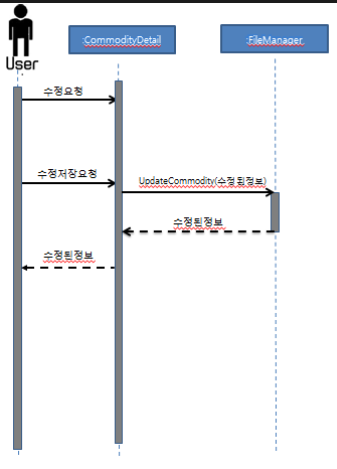 :CommodityDetail
:FileManager
User
수정요청
수정저장요청
UpdateCommodity(수정된정보)
수정된정보
수정된정보